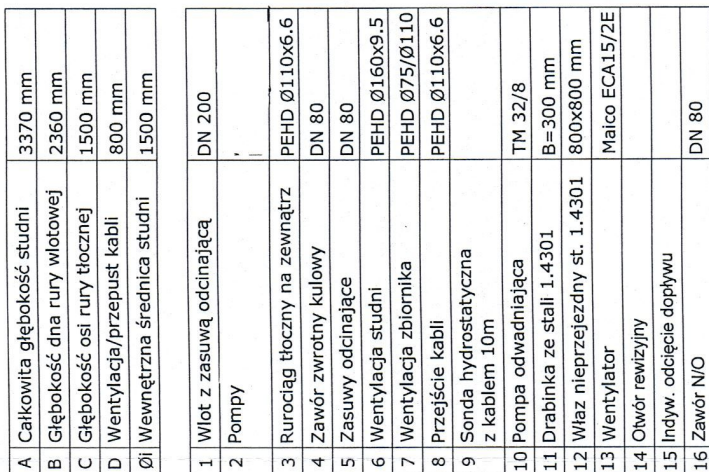 A Całkowita głębokość studni 3370 mm
B Głębokość dna rury wlotowej 2360 mm
C Głębokość osi rury tłocznej 1500 mm
D Wentylacja/przepust kabli 800 mm
Øi Wewnętrzna średnica studni 1500 mm
1 Wlot z zasuwą odcinającą DN 200
2 Pompy
3 Rurociąg tłoczny na zewnątrz PEHD Ø110x6.6
4 Zawór zwrotny kulowy DN 80
5 Zasuwy odcinające DN 80
6 Wentylacja studni PEHD Ø160x9.5
7 Wentylacja zbiornika PEHD Ø75/Ø110
8 Przejście kabli PEHD Ø110x6.6
9 Sonda hydrostatyczna
z kablem 10m
10 Pompa odwadniająca TM 32/8
11 Drabinka ze stali 1.4301 B=300 mm
12 Właz nieprzejezdny st. 1.4301 800x800 mm
13 Wentylator Maico ECA15/2E
14 Otwór rewizyjny
15 Indyw. odcięcie dopływu
16 Zawór N/O DN 80